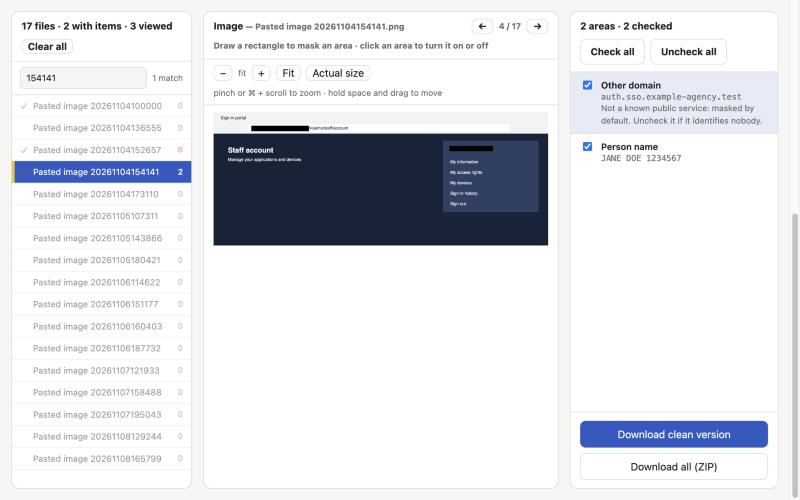 17 files · 2 with items · 3 viewed
Clear all
154141
1 match
✓ Pasted image 20261104100000 0
Pasted image 20261104136555 0
✓ Pasted image 20261104152657 8
✓ Pasted image 20261104154141 2
Pasted image 20261104173110 0
Pasted image 20261105107311 0
Pasted image 20261105143866 0
Pasted image 20261105180421 0
Pasted image 20261106114622 0
Pasted image 20261106151177 0
Pasted image 20261106160403 0
Pasted image 20261106187732 0
Pasted image 20261107121933 0
Pasted image 20261107158488 0
Pasted image 20261107195043 0
Pasted image 20261108129244 0
Pasted image 20261108165799 0
Image — Pasted image 20261104154141.png
← 4 / 17 →
Draw a rectangle to mask an area · click an area to turn it on or off
− fit + Fit Actual size
pinch or ⌘ + scroll to zoom · hold space and drag to move
Sign-in portal
/realms/staff/account
Staff account
Manage your applications and devices
My information
My access rights
My devices
Sign-in history
Sign out
2 areas · 2 checked
Check all Uncheck all
Other domain
auth.sso.example-agency.test
Not a known public service: masked by
default. Uncheck it if it identifies nobody.
Person name
JANE DOE 1234567
Download clean version
Download all (ZIP)